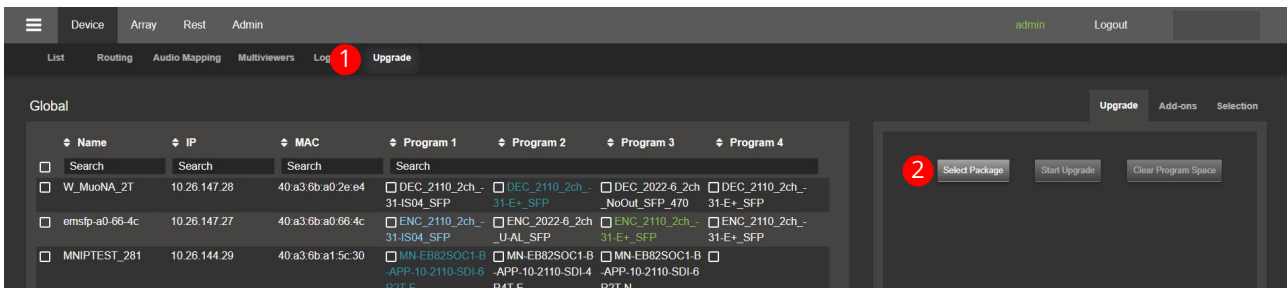 Device Array Rest Admin admin Logout
List Routing Audio Mapping Multiviewers Log 1 Upgrade
Global
Upgrade Add-ons Selection
Name IP MAC Program 1 Program 2 Program 3 Program 4
Search Search Search Search
2 Select Package Start Upgrade Clear Program Space
W_MuoNA_2T 10.26.147.28 40:a3:6b:a0:2e:e4 DEC_2110_2ch_- DEC_2110_2ch_- DEC_2022-6_2ch DEC_2110_2ch_-
31-IS04_SFP 31-E+_SFP _NoOut_SFP_470 31-E+_SFP
emsfp-a0-66-4c 10.26.147.27 40:a3:6b:a0:66:4c ENC_2110_2ch_- ENC_2022-6_2ch ENC_2110_2ch_- ENC_2110_2ch_-
31-IS04_SFP _U-AL_SFP 31-E+_SFP 31-E+_SFP
MNIPTEST_281 10.26.144.29 40:a3:6b:a1:5c:30 MN-EB82SOC1-B MN-EB82SOC1-B MN-EB82SOC1-B
-APP-10-2110-SDI-6 -APP-10-2110-SDI-4 -APP-10-2110-SDI-6